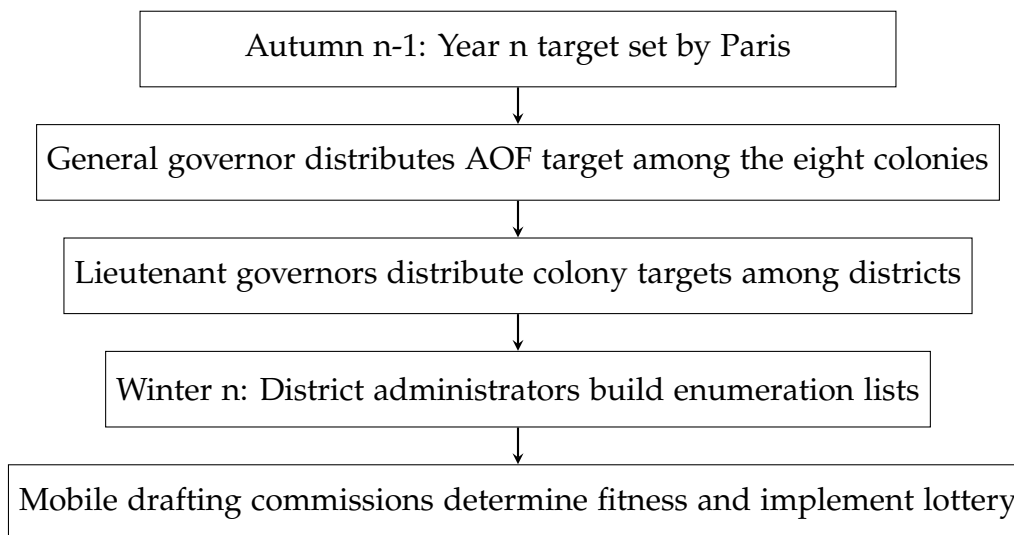 Autumn n-1: Year n target set by Paris
General governor distributes AOF target among the eight colonies
Lieutenant governors distribute colony targets among districts
Winter n: District administrators build enumeration lists
Mobile drafting commissions determine fitness and implement lottery